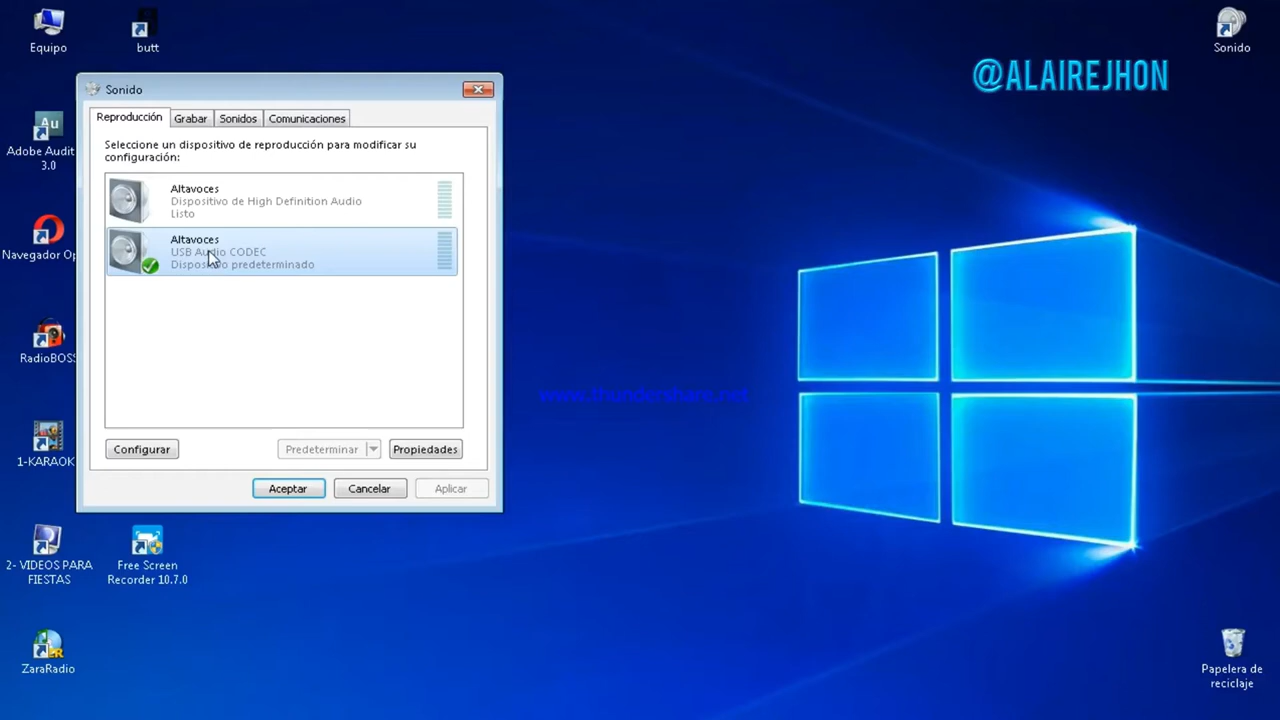 Equipo
butt
Sonido
@ALAIREJHON
Sonido
Reproducción
Grabar
Sonidos
Comunicaciones
Seleccione un dispositivo de reproducción para modificar su
configuración:
Altavoces
Dispositivo de High Definition Audio
Listo
Altavoces
USB Audio CODEC
Dispositivo predeterminado
Configurar
Predeterminar
Propiedades
Aceptar
Cancelar
Aplicar
Au
Adobe Audit
3.0
Navegador Op
RadioBOSS
1-KARAOK
www.thundershare.net
2- VIDEOS PARA
FIESTAS
Free Screen
Recorder 10.7.0
ZaraRadio
Papelera de
reciclaje